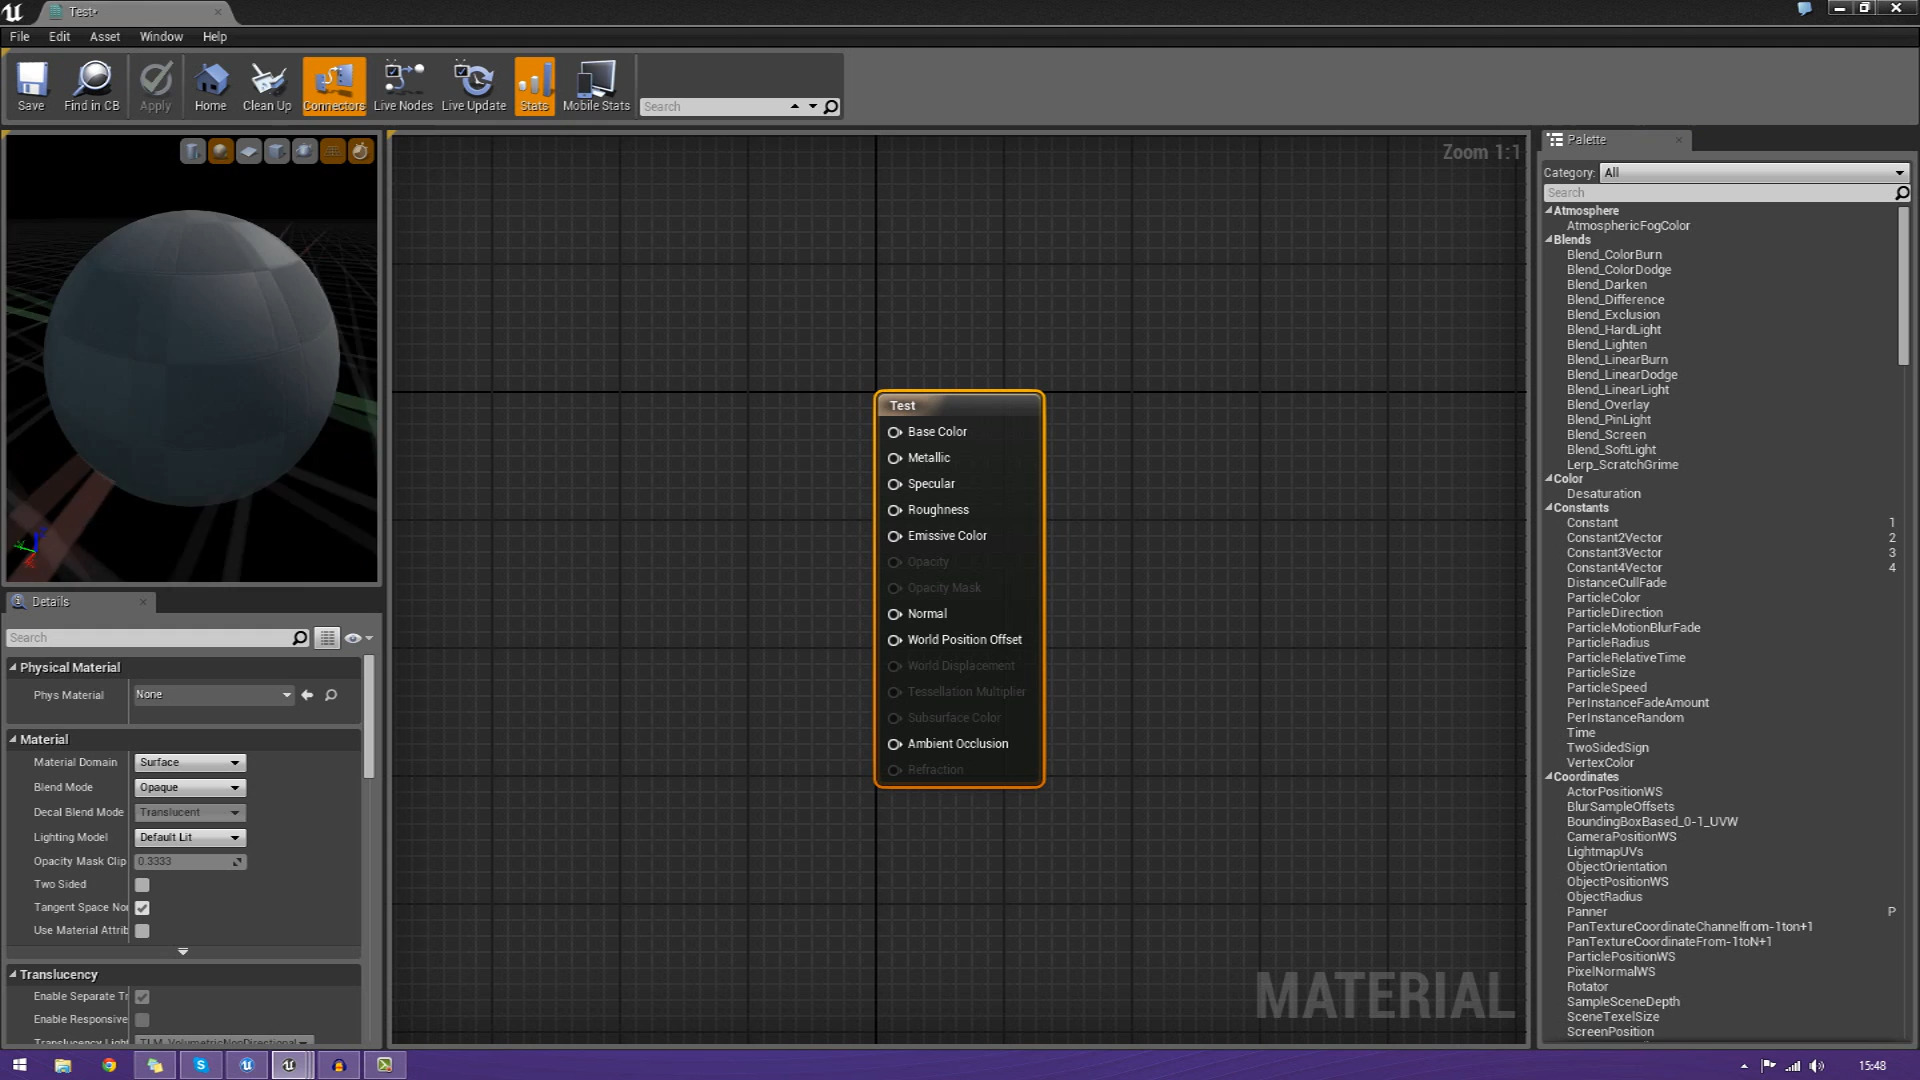 Test*
File Edit Asset Window Help
Save Find in CB Apply Home Clean Up Connectors Live Nodes Live Update Stats Mobile Stats Search
Zoom 1:1
Test
Base Color
Metallic
Specular
Roughness
Emissive Color
Opacity
Opacity Mask
Normal
World Position Offset
World Displacement
Tessellation Multiplier
Subsurface Color
Ambient Occlusion
Refraction
MATERIAL
Details
Search
Physical Material
Phys Material None
Material
Material Domain Surface
Blend Mode Opaque
Decal Blend Mode Translucent
Lighting Model Default Lit
Opacity Mask Clip 0.3333
Two Sided
Tangent Space Nor
Use Material Attrib
Translucency
Enable Separate Tr
Enable Responsive
Palette
Category: All
Search
Atmosphere
AtmosphericFogColor
Blends
Blend_ColorBurn
Blend_ColorDodge
Blend_Darken
Blend_Difference
Blend_Exclusion
Blend_HardLight
Blend_Lighten
Blend_LinearBurn
Blend_LinearDodge
Blend_LinearLight
Blend_Overlay
Blend_PinLight
Blend_Screen
Blend_SoftLight
Lerp_ScratchGrime
Color
Desaturation
Constants
Constant 1
Constant2Vector 2
Constant3Vector 3
Constant4Vector 4
DistanceCullFade
ParticleColor
ParticleDirection
ParticleMotionBlurFade
ParticleRadius
ParticleRelativeTime
ParticleSize
ParticleSpeed
PerInstanceFadeAmount
PerInstanceRandom
Time
TwoSidedSign
VertexColor
Coordinates
ActorPositionWS
BlurSampleOffsets
BoundingBoxBased_0-1_UVW
CameraPositionWS
LightmapUVs
ObjectOrientation
ObjectPositionWS
ObjectRadius
Panner P
PanTextureCoordinateChannelfrom-1ton+1
PanTextureCoordinateFrom-1toN+1
ParticlePositionWS
PixelNormalWS
Rotator
SampleSceneDepth
SceneTexelSize
ScreenPosition
15:48